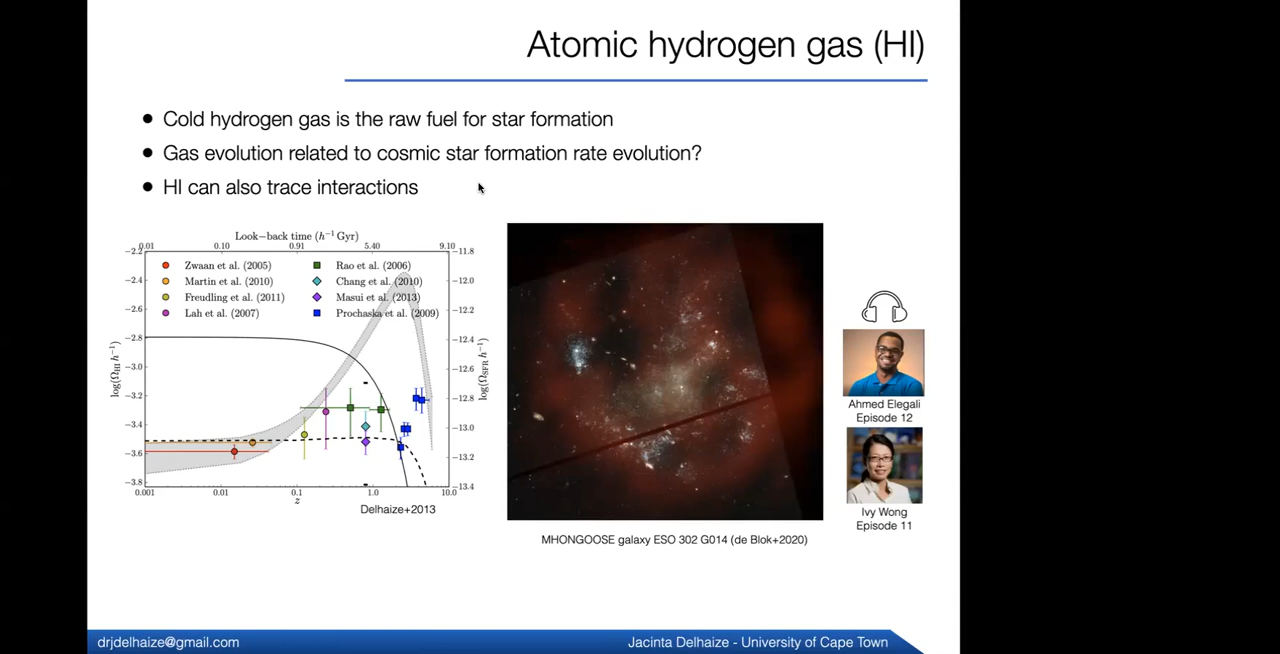 Atomic hydrogen gas (HI)
● Cold hydrogen gas is the raw fuel for star formation
● Gas evolution related to cosmic star formation rate evolution?
● HI can also trace interactions
Look−back time (h⁻¹ Gyr)
0.01 0.10 0.91 5.40 9.10
Zwaan et al. (2005)
Martin et al. (2010)
Freudling et al. (2011)
Lah et al. (2007)
Rao et al. (2006)
Chang et al. (2010)
Masui et al. (2013)
Prochaska et al. (2009)
log(Ω_HI h⁻¹)
−2.2
−2.4
−2.6
−2.8
−3.0
−3.2
−3.4
−3.6
−3.8
log(Ω_SFR h⁻¹)
−11.8
−12.0
−12.2
−12.4
−12.6
−12.8
−13.0
−13.2
−13.4
0.001 0.01 0.1 1.0 10.0
z
Delhaize+2013
MHONGOOSE galaxy ESO 302 G014 (de Blok+2020)
Ahmed Elegali
Episode 12
Ivy Wong
Episode 11
drjdelhaize@gmail.com
Jacinta Delhaize - University of Cape Town